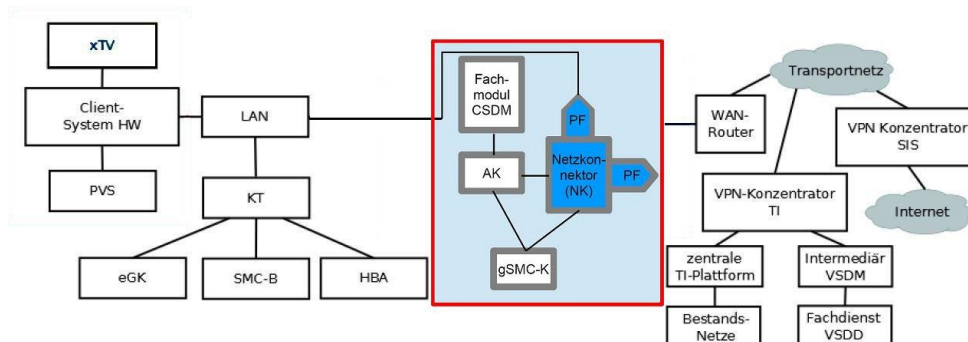 xTV
Client-
System HW
PVS
LAN
KT
eGK
SMC-B
HBA
Fach-
modul
CSDM
PF
AK
Netzkon-
nektor
(NK)
PF
gSMC-K
WAN-
Router
Transportnetz
VPN Konzentrator
SIS
Internet
VPN-Konzentrator
TI
zentrale
TI-Plattform
Intermediär
VSDM
Bestands-
Netze
Fachdienst
VSDD